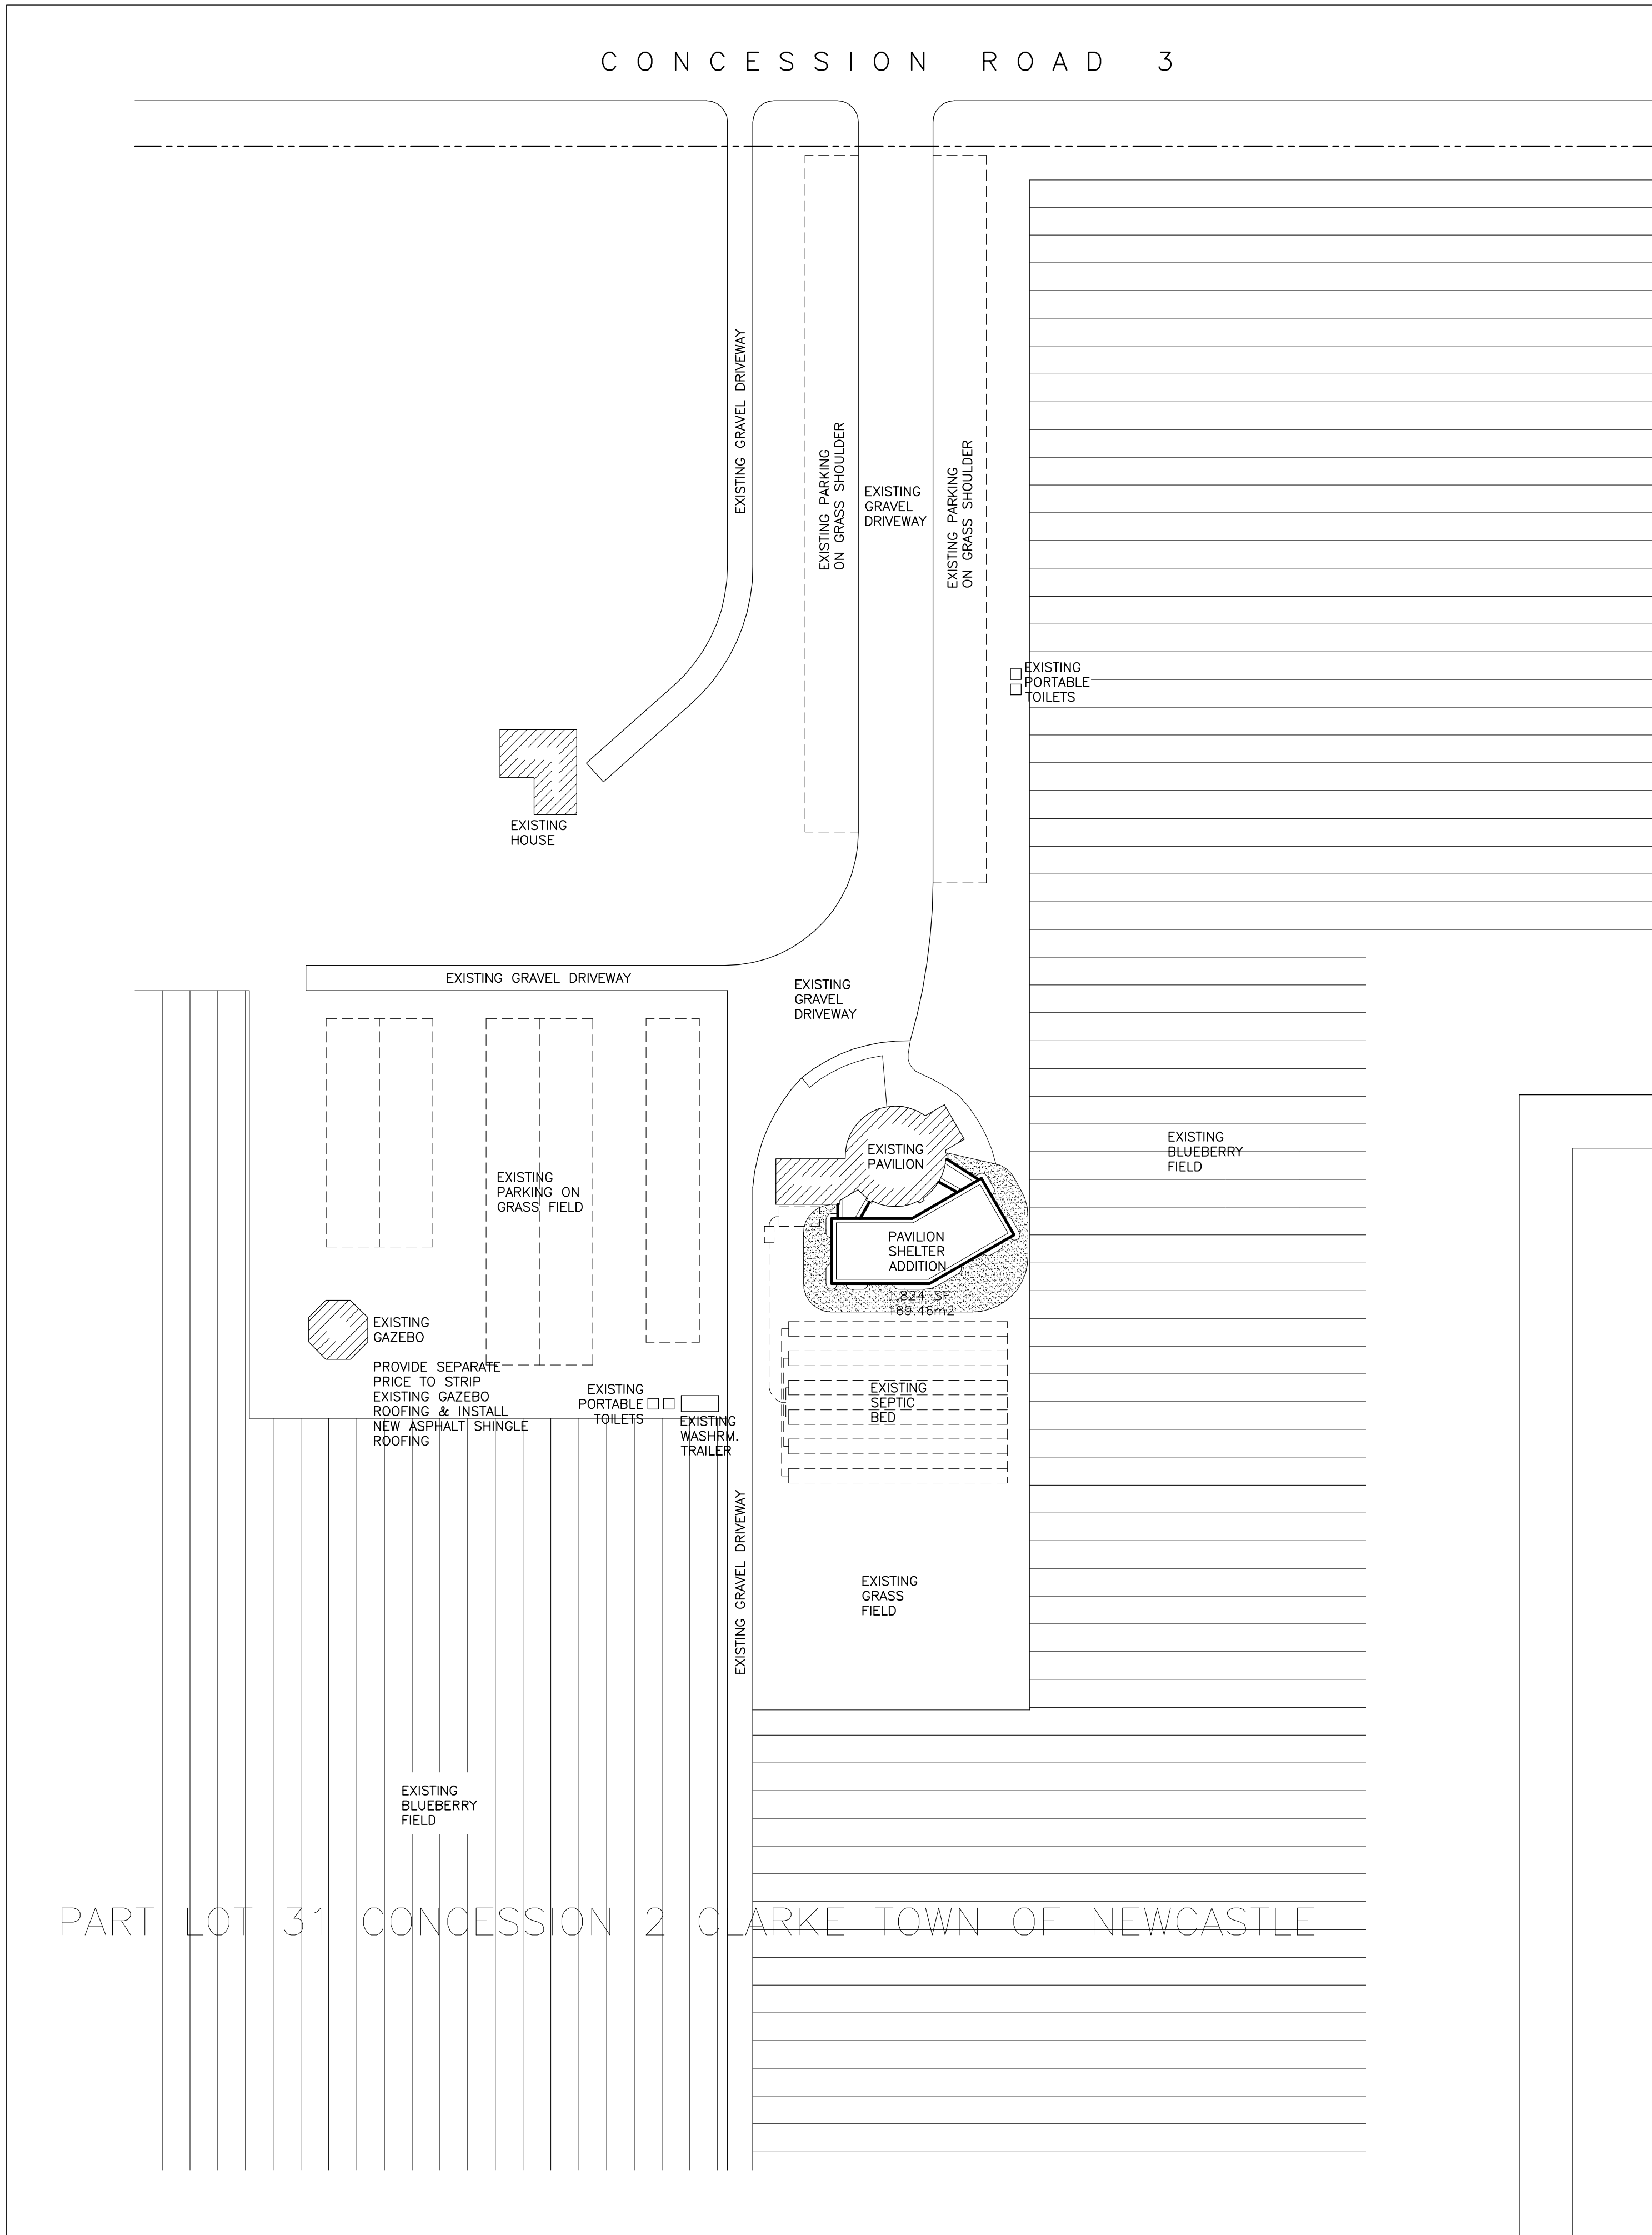 CONCESSION ROAD 3
EXISTING GRAVEL DRIVEWAY
EXISTING PARKING
ON GRASS SHOULDER
EXISTING
GRAVEL
DRIVEWAY
EXISTING PARKING
ON GRASS SHOULDER
EXISTING
PORTABLE
TOILETS
EXISTING
HOUSE
EXISTING GRAVEL DRIVEWAY
EXISTING
GRAVEL
DRIVEWAY
EXISTING
PAVILION
EXISTING
BLUEBERRY
FIELD
EXISTING
PARKING ON
GRASS FIELD
PAVILION
SHELTER
ADDITION
1,824 SF
169.46m2
EXISTING
GAZEBO
PROVIDE SEPARATE
PRICE TO STRIP
EXISTING GAZEBO
ROOFING & INSTALL
NEW ASPHALT SHINGLE
ROOFING
EXISTING
PORTABLE
TOILETS
EXISTING
WASHRM.
TRAILER
EXISTING
SEPTIC
BED
EXISTING GRAVEL DRIVEWAY
EXISTING
GRASS
FIELD
EXISTING
BLUEBERRY
FIELD
PART LOT 31 CONCESSION 2 CLARKE TOWN OF NEWCASTLE